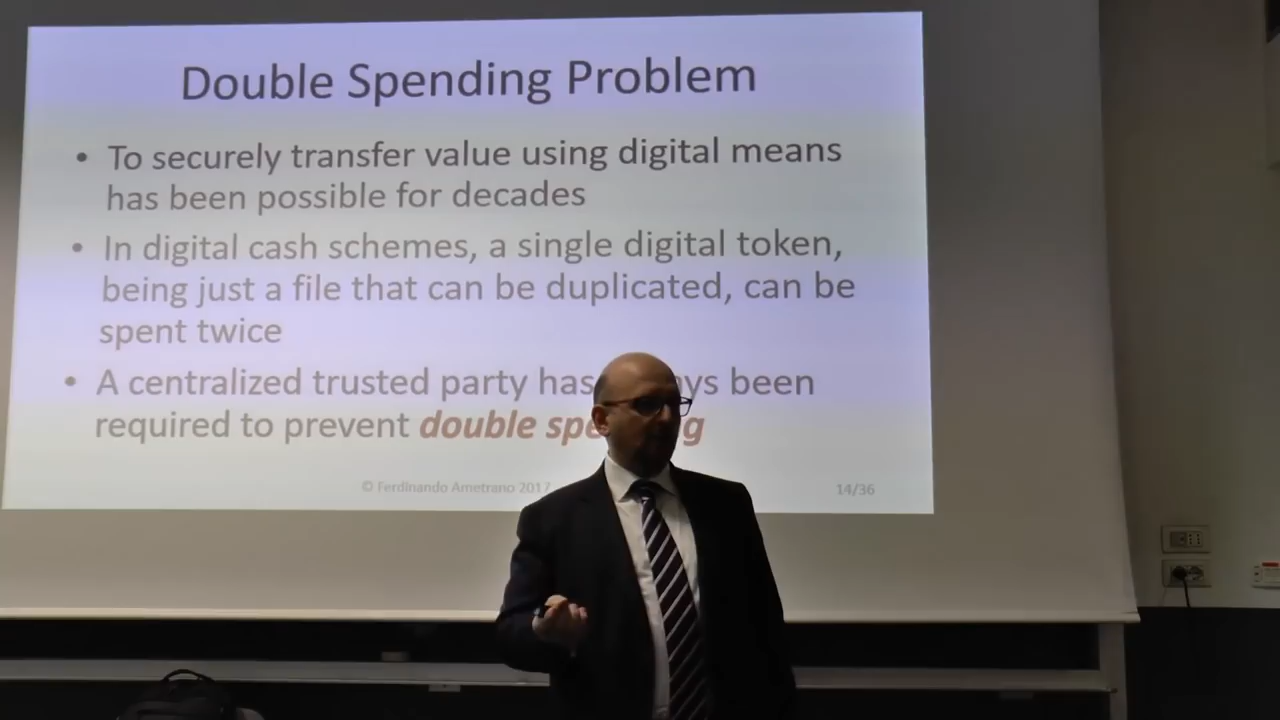 Double Spending Problem
• To securely transfer value using digital means
has been possible for decades
• In digital cash schemes, a single digital token,
being just a file that can be duplicated, can be
spent twice
• A centralized trusted party has been
required to prevent double
© Ferdinando Ametrano 2017
14/36